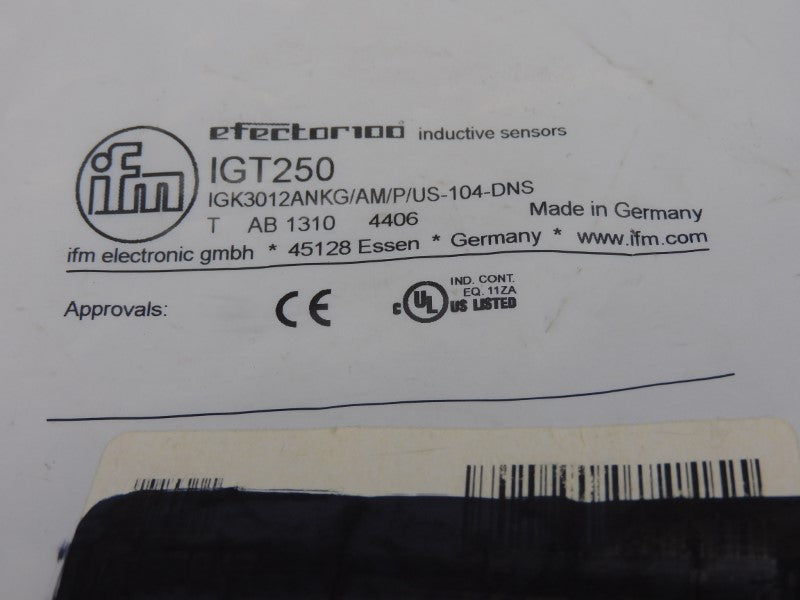 ifm
efector100 inductive sensors
IGT250
IGK3012ANKG/AM/P/US-104-DNS
T AB 1310 4406 Made in Germany
ifm electronic gmbh * 45128 Essen * Germany * www.ifm.com
Approvals: CE c UL US LISTED
IND. CONT.
EQ. 11ZA